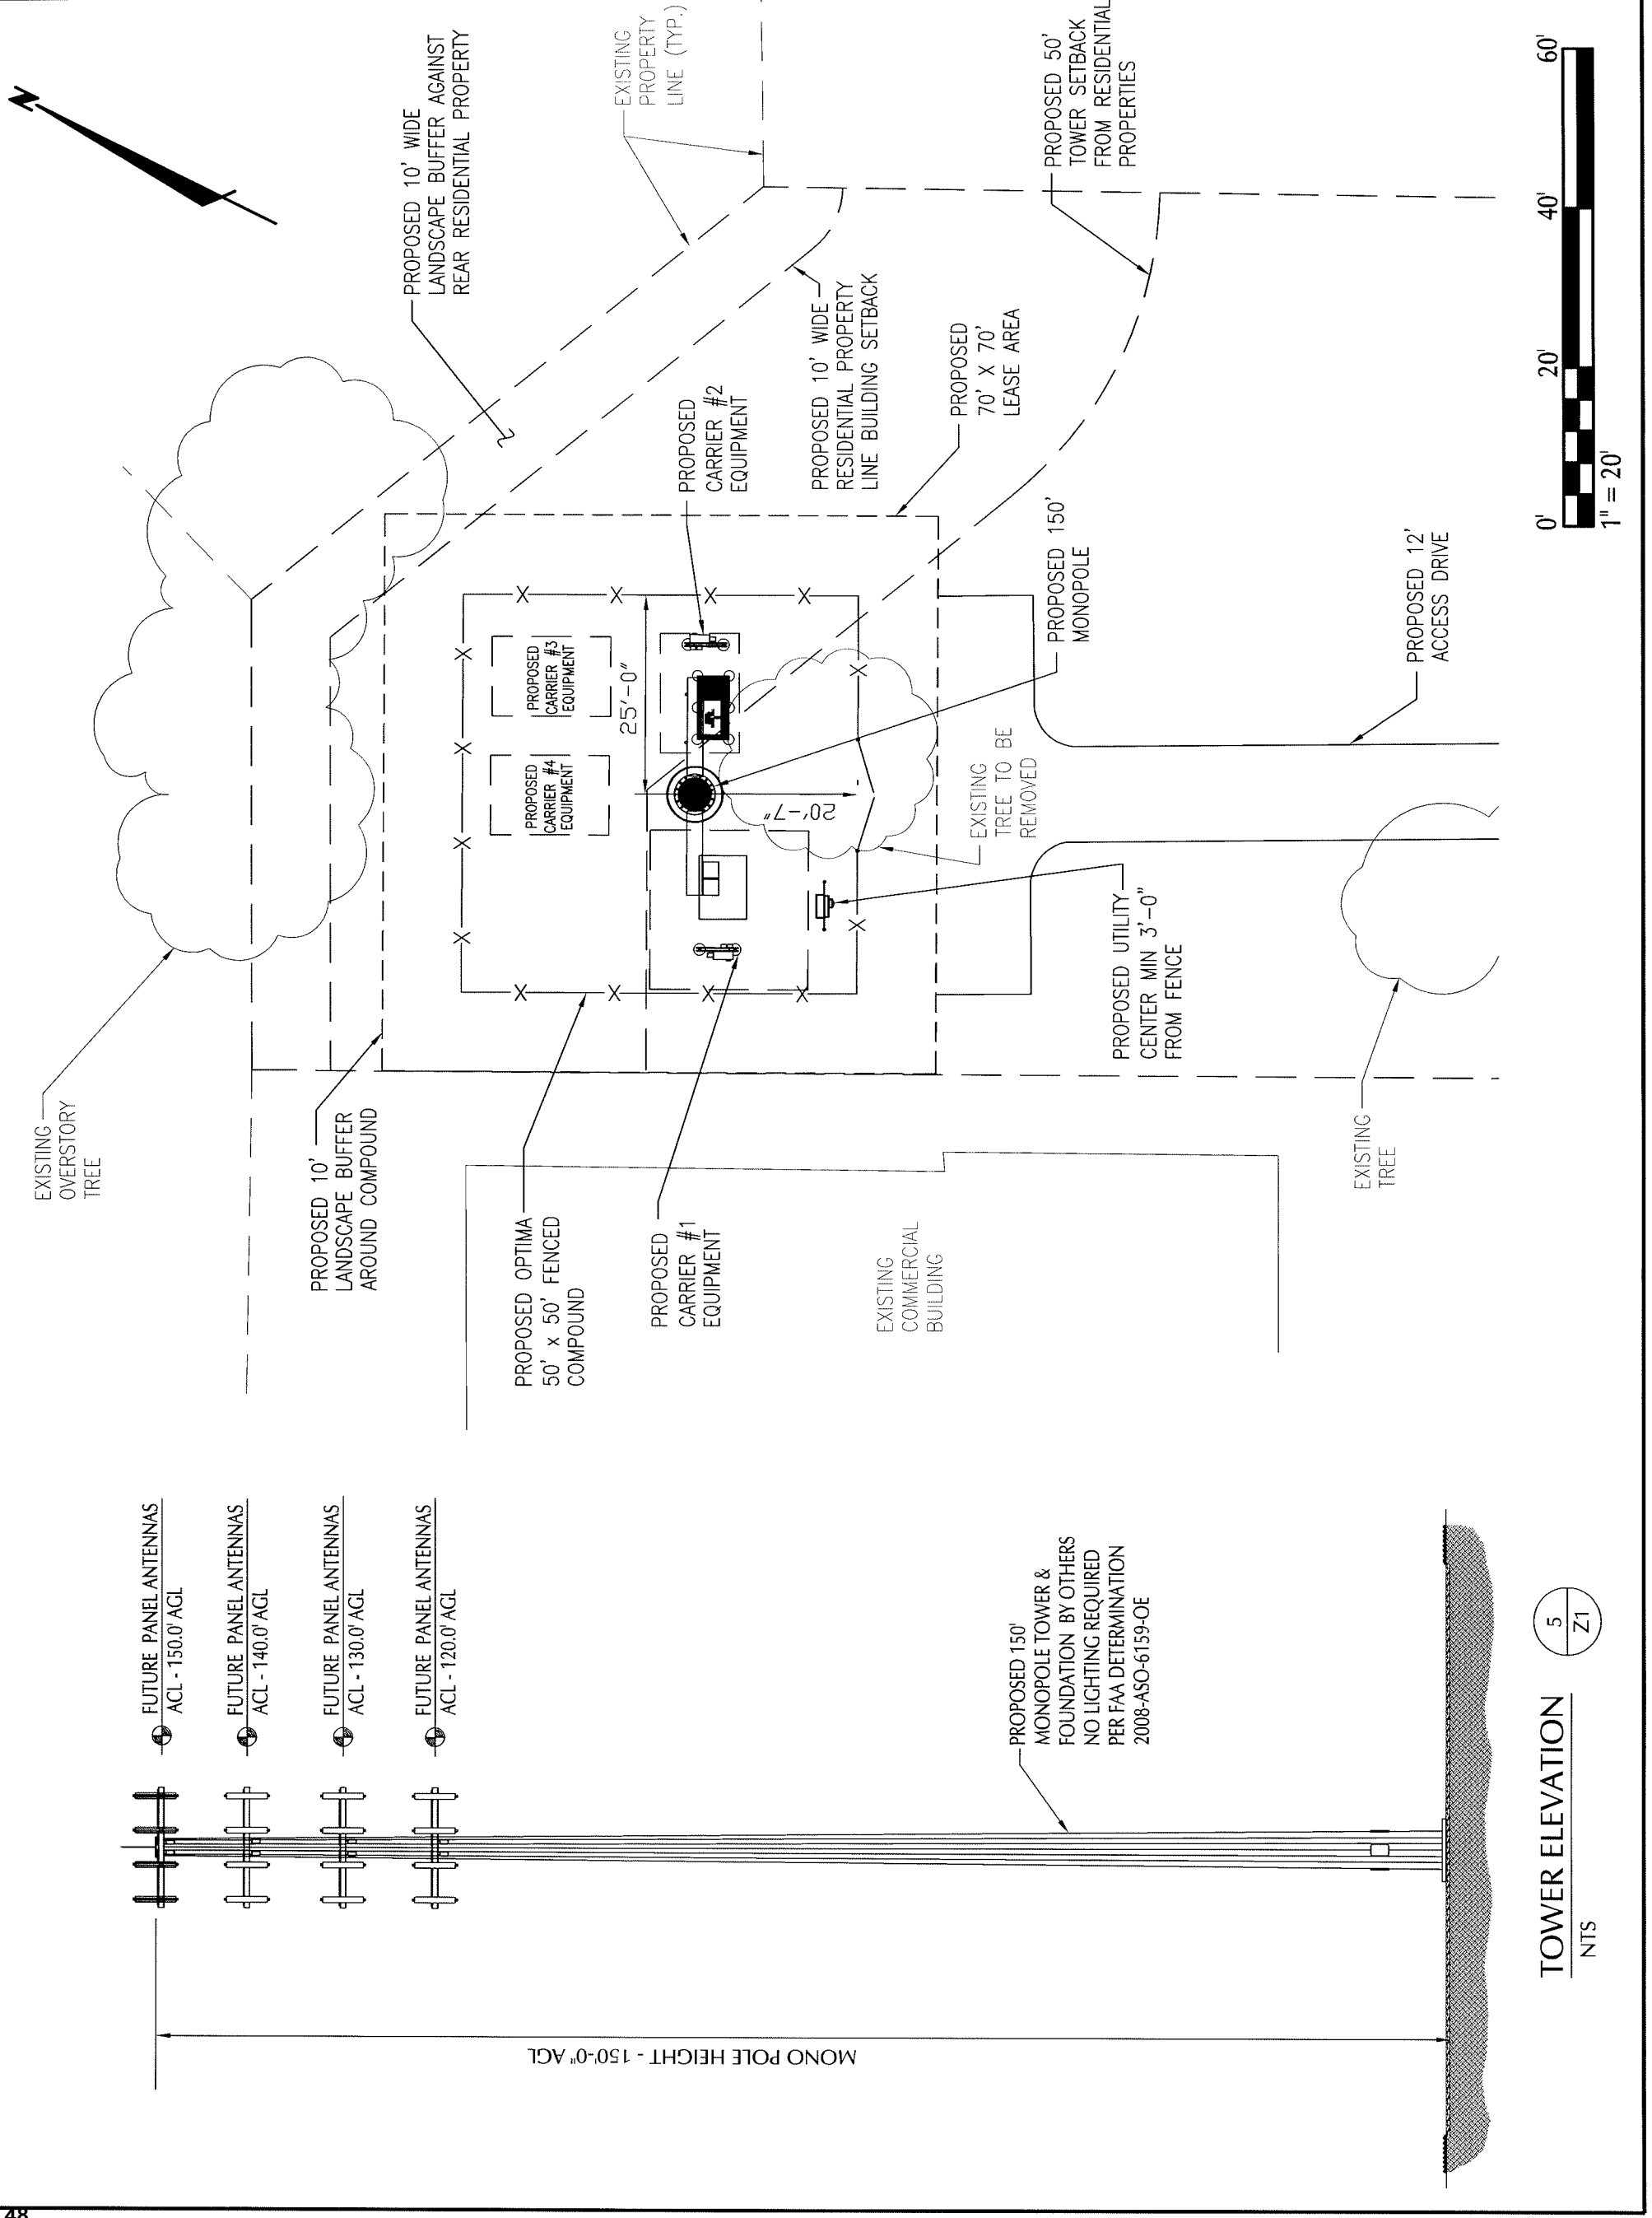 48
FUTURE PANEL ANTENNAS
ACL - 150.0' AGL
FUTURE PANEL ANTENNAS
ACL - 140.0' AGL
FUTURE PANEL ANTENNAS
ACL - 130.0' AGL
FUTURE PANEL ANTENNAS
ACL - 120.0' AGL
MONO POLE HEIGHT - 150'-0" AGL
PROPOSED 150'
MONOPOLE TOWER &
FOUNDATION BY OTHERS
NO LIGHTING REQUIRED
PER FAA DETERMINATION
2008-ASO-6159-OE
TOWER ELEVATION
NTS
5
Z1
EXISTING
OVERSTORY
TREE
PROPOSED 10'
LANDSCAPE BUFFER
AROUND COMPOUND
PROPOSED OPTIMA
50' x 50' FENCED
COMPOUND
PROPOSED
CARRIER #1
EQUIPMENT
EXISTING
COMMERCIAL
BUILDING
N
PROPOSED 10' WIDE
LANDSCAPE BUFFER AGAINST
REAR RESIDENTIAL PROPERTY
EXISTING
PROPERTY
LINE (TYP.)
PROPOSED
CARRIER #3
EQUIPMENT
PROPOSED
CARRIER #4
EQUIPMENT
25'-0"
20'-7"
PROPOSED
CARRIER #2
EQUIPMENT
PROPOSED 10' WIDE
RESIDENTIAL PROPERTY
LINE BUILDING SETBACK
PROPOSED
70' X 70'
LEASE AREA
PROPOSED 50'
TOWER SETBACK
FROM RESIDENTIAL
PROPERTIES
EXISTING
TREE TO BE
REMOVED
PROPOSED 150'
MONOPOLE
PROPOSED UTILITY
CENTER MIN 3'-0"
FROM FENCE
EXISTING
TREE
PROPOSED 12'
ACCESS DRIVE
0' 20' 40' 60'
1" = 20'